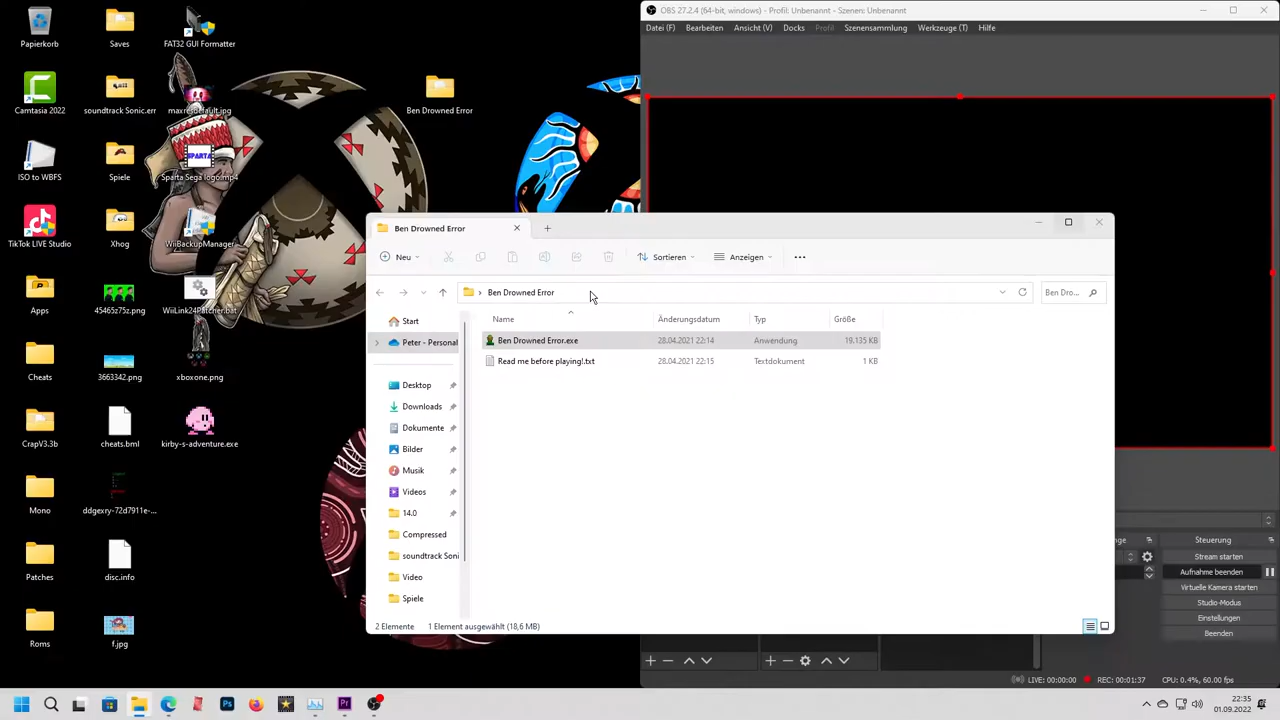 Papierkorb
Saves
FAT32 GUI Formatter
Camtasia 2022
soundtrack Sonic.err
maxresdefault.jpg
Ben Drowned Error
ISO to WBFS
Spiele
SPARTA
Sparta Sega logo.mp4
TikTok LIVE Studio
Xhog
WiiBackupManager
Apps
45465z75z.png
WiiLink24Patcher.bat
Cheats
3663342.png
xboxone.png
CrapV3.3b
cheats.bml
kirby-s-adventure.exe
Mono
ddgexry-72d7911e-...
Patches
disc.info
Roms
f.jpg
OBS 27.2.4 (64-bit, windows) - Profil: Unbenannt - Szenen: Unbenannt
Datei (F) Bearbeiten Ansicht (V) Docks Profil Szenensammlung Werkzeuge (T) Hilfe
Ben Drowned Error
Neu Sortieren Anzeigen
Ben Drowned Error Ben Dro...
Name Änderungsdatum Typ Größe
Ben Drowned Error.exe 28.04.2021 22:14 Anwendung 19.135 KB
Read me before playing!.txt 28.04.2021 22:15 Textdokument 1 KB
Start
Peter - Personal
Desktop
Downloads
Dokumente
Bilder
Musik
Videos
14.0
Compressed
soundtrack Soni
Video
Spiele
2 Elemente 1 Element ausgewählt (18,6 MB)
Steuerung
Stream starten
Aufnahme beenden
Virtuelle Kamera starten
Studio-Modus
Einstellungen
Beenden
LIVE: 00:00:00 REC: 00:01:37 CPU: 0.4%, 60.00 fps
Ps
Pr
22:35
01.09.2022